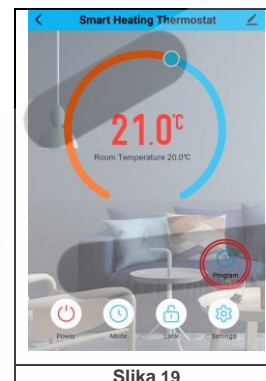 Smart Heating Thermostat
21.0℃
Room Temperature 20.0℃
Program
Power Mode Lock Settings
Slika 19